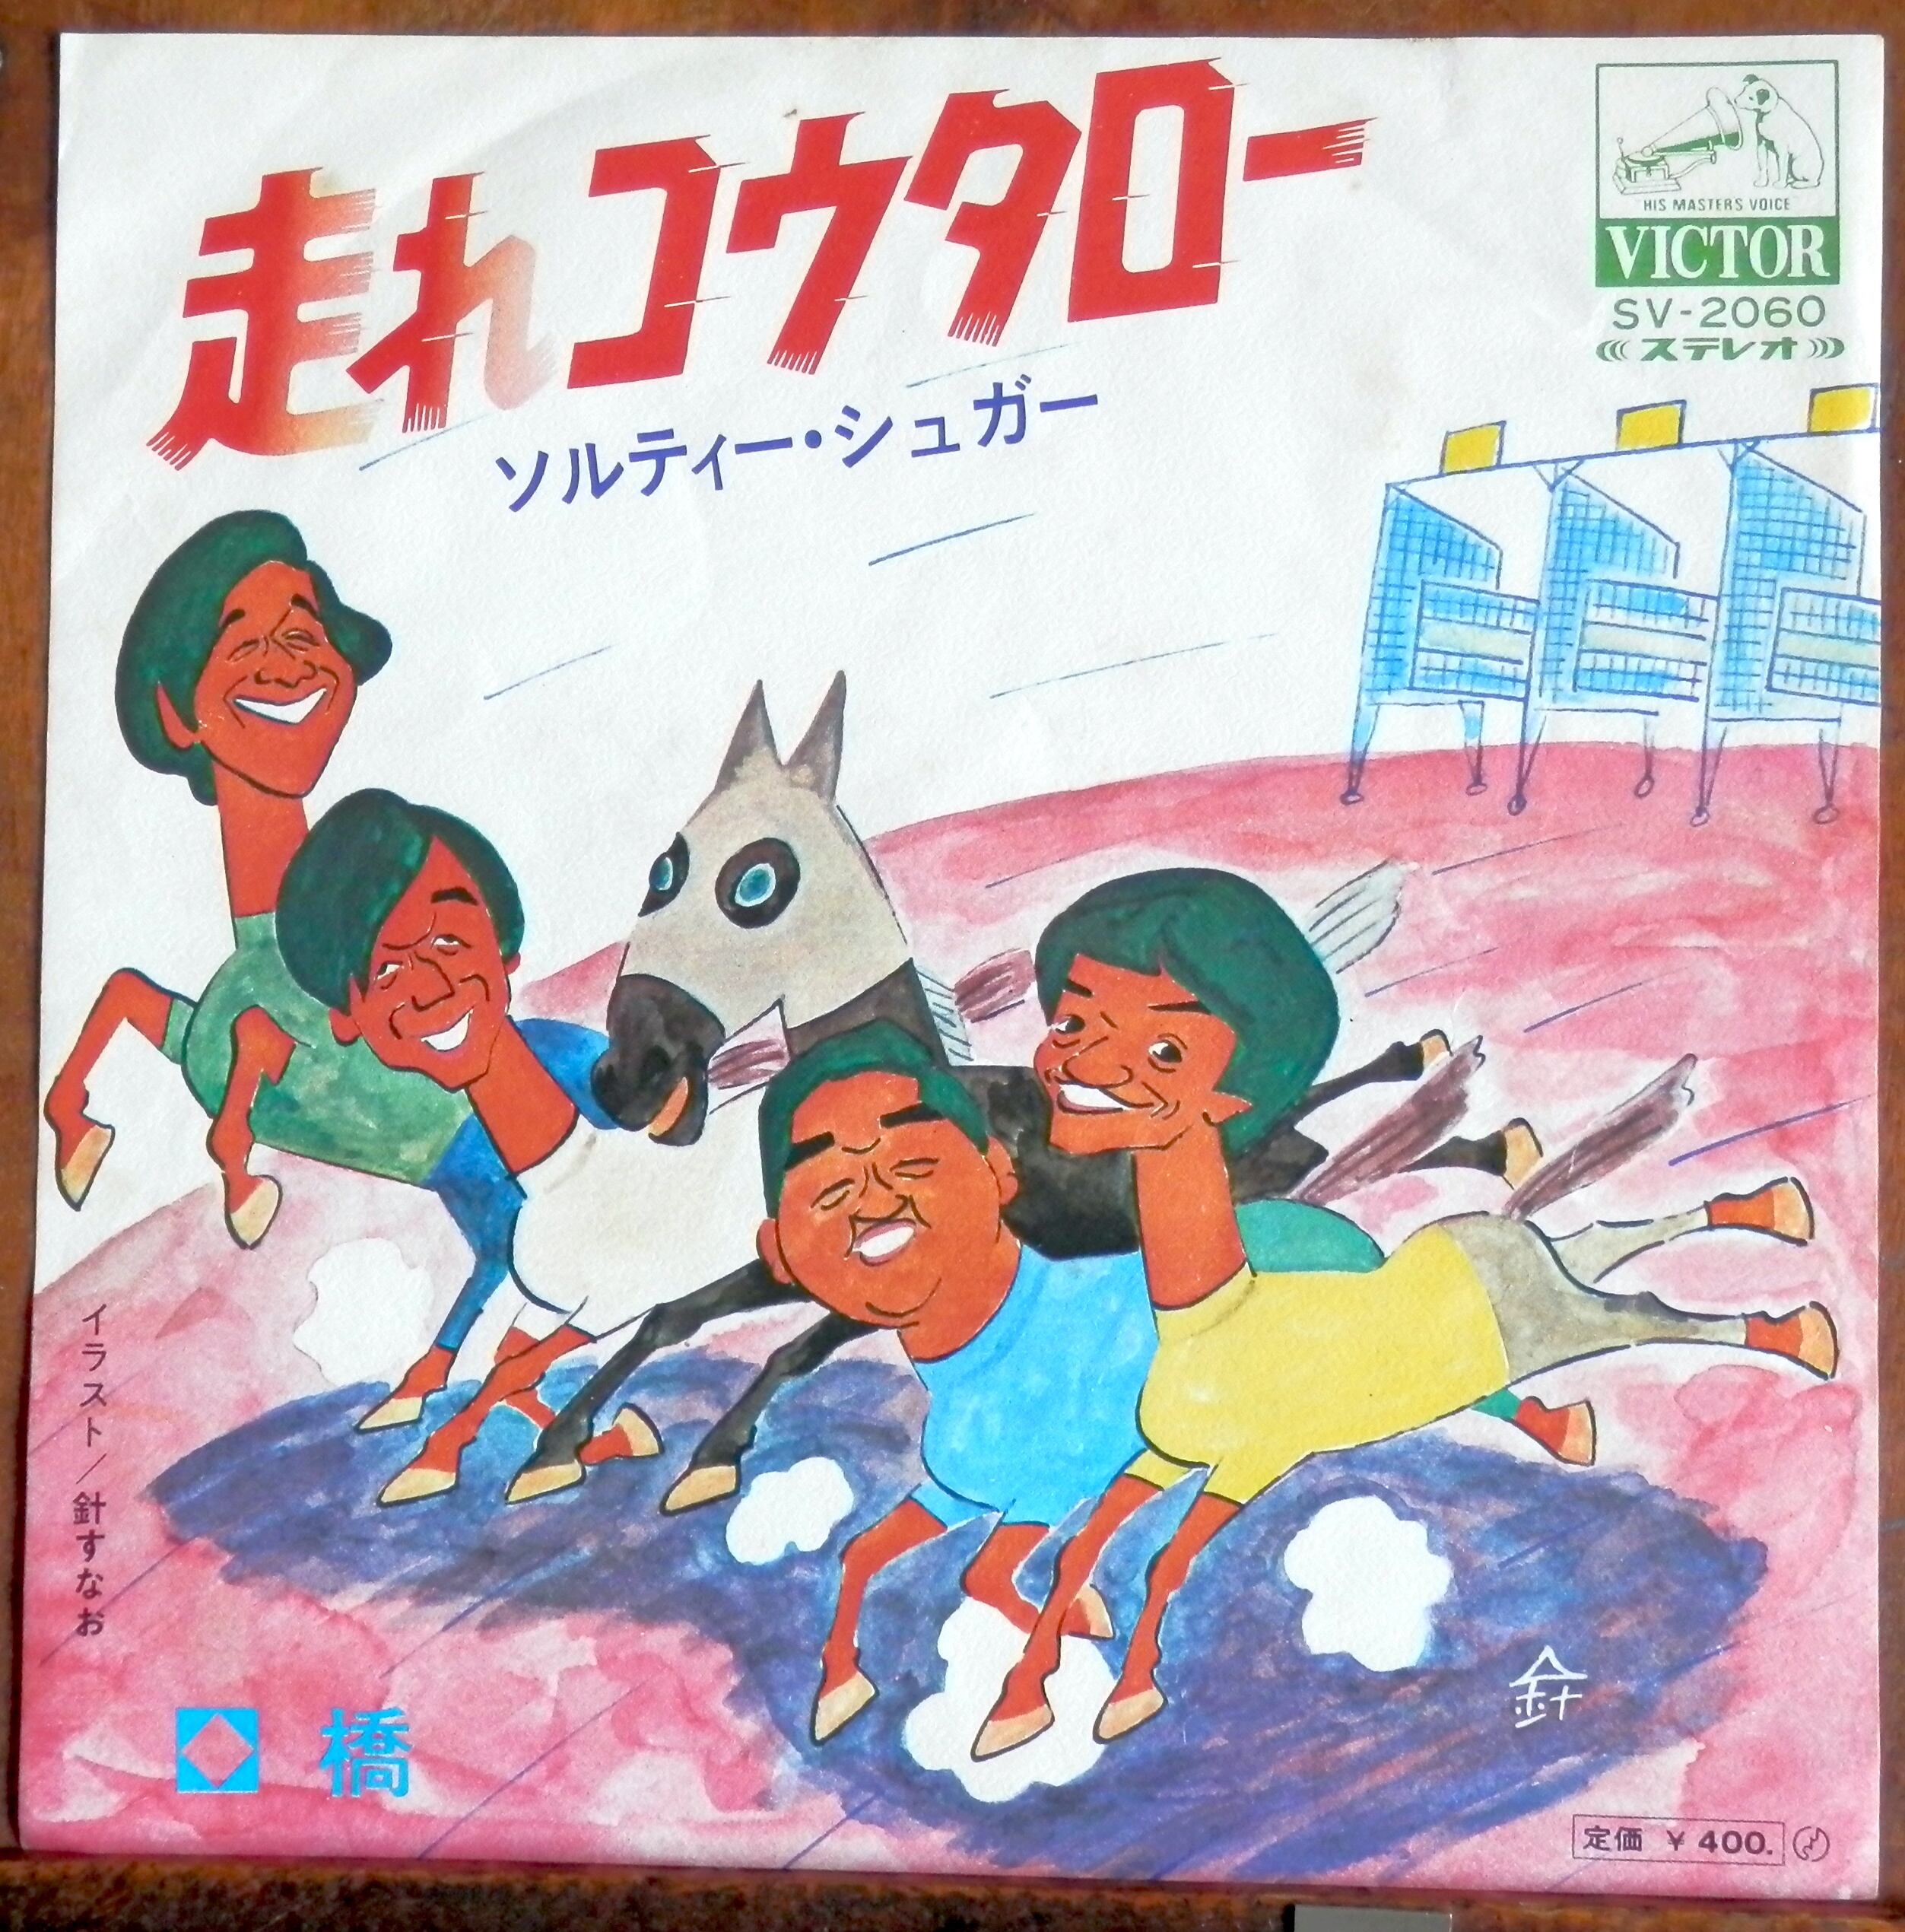 走れコウタロー
ソルティー・シュガー
HIS MASTERS VOICE
VICTOR
SV-2060
ステレオ
イラスト/針すなお
橋
針
定価 ¥400.